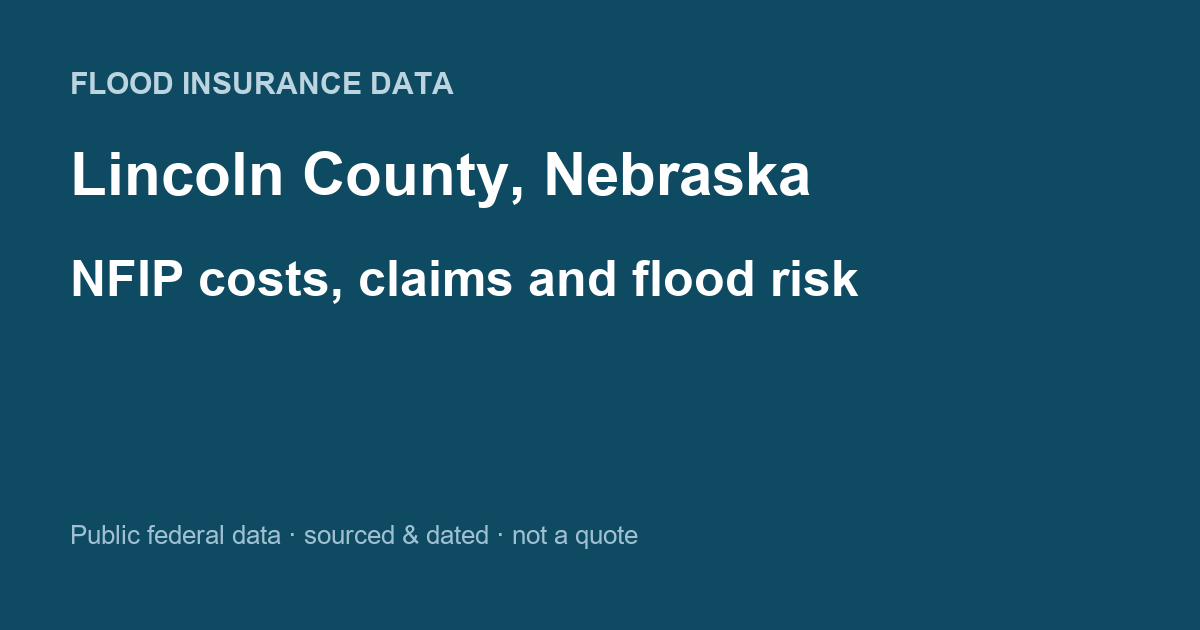 FLOOD INSURANCE DATA
Lincoln County, Nebraska
NFIP costs, claims and flood risk
Public federal data · sourced & dated · not a quote